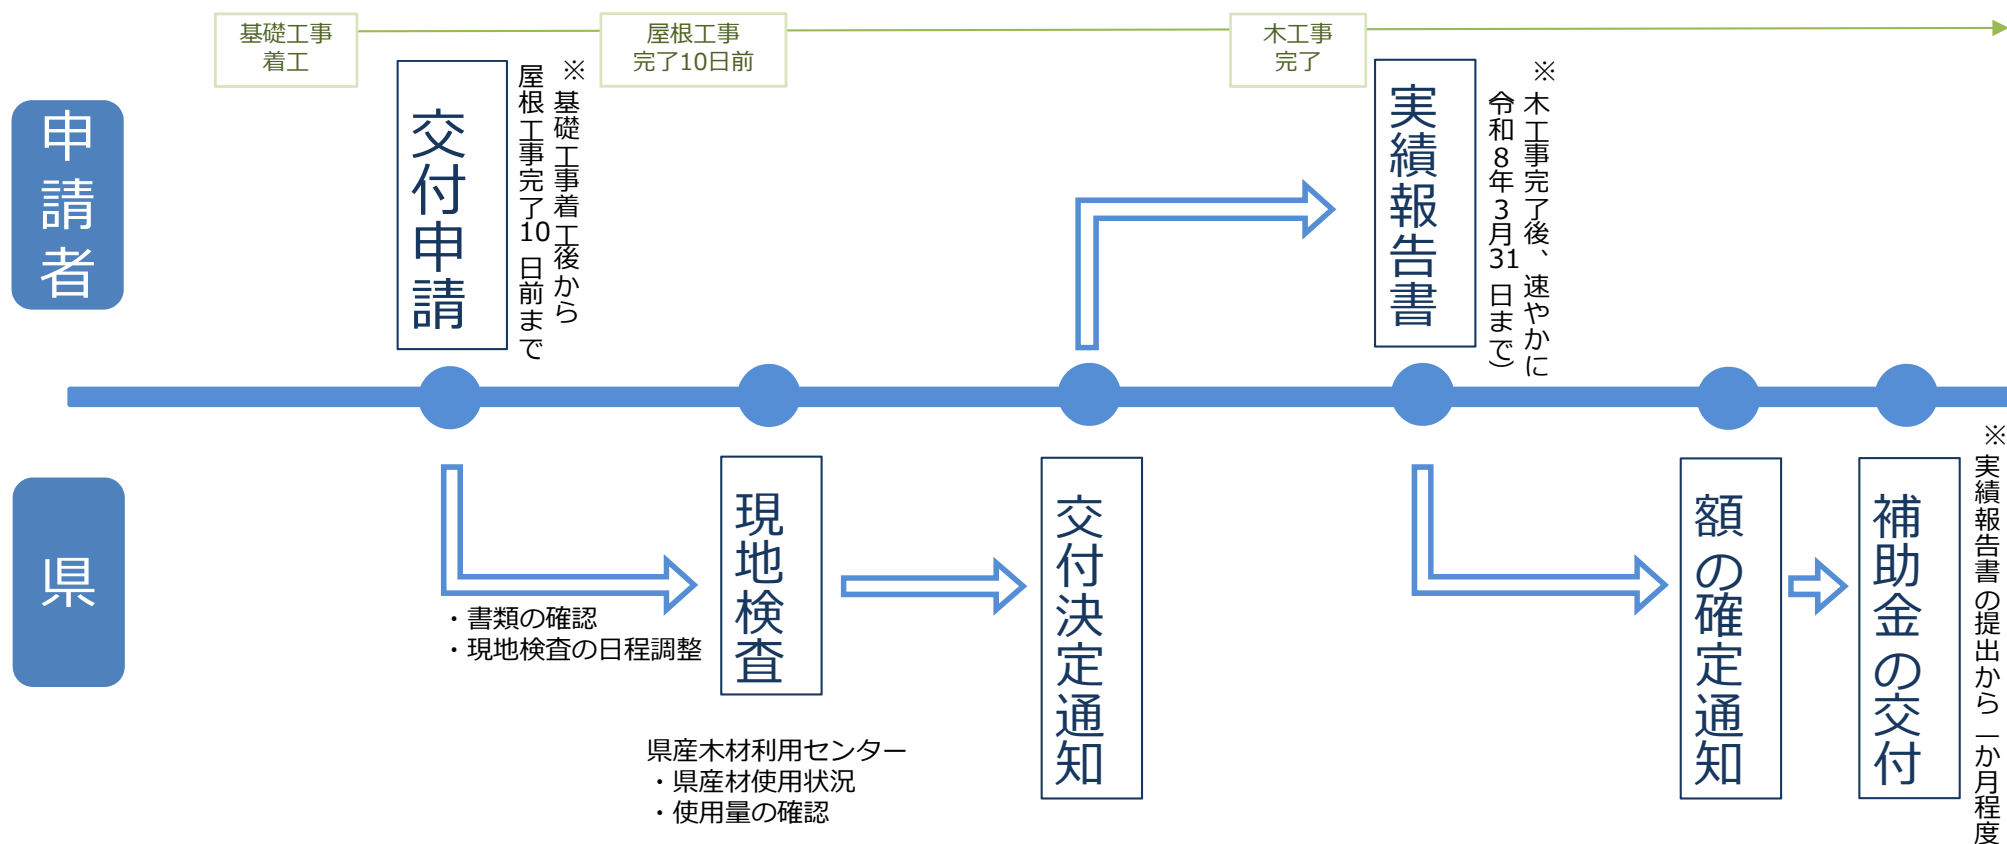 基礎工事
着工
屋根工事
完了10日前
木工事
完了
申請者
交付申請
※基礎工事着工後から
屋根工事完了10日前まで
実績報告書
※木工事完了後、速やかに
令和8年3月31日まで)
県
・書類の確認
・現地検査の日程調整
現地検査
県産木材利用センター
・県産材使用状況
・使用量の確認
交付決定通知
額の確定通知
補助金の交付
※実績報告書の提出から一か月程度